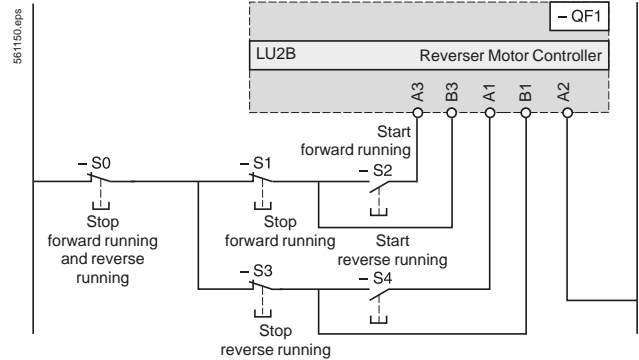 561150.eps
– QF1
LU2B
Reverser Motor Controller
A3
B3
A1
B1
A2
Start
forward running
– S0
– S1
– S2
Stop
forward running
and reverse
running
Stop
forward running
Start
reverse running
– S3
– S4
Stop
reverse running